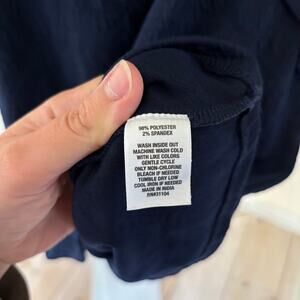 98% POLYESTER
2% SPANDEX
WASH INSIDE OUT
MACHINE WASH COLD
WITH LIKE COLORS
GENTLE CYCLE
ONLY NON-CHLORINE
BLEACH IF NEEDED
TUMBLE DRY LOW
COOL IRON IF NEEDED
MADE IN INDIA
RN#31104